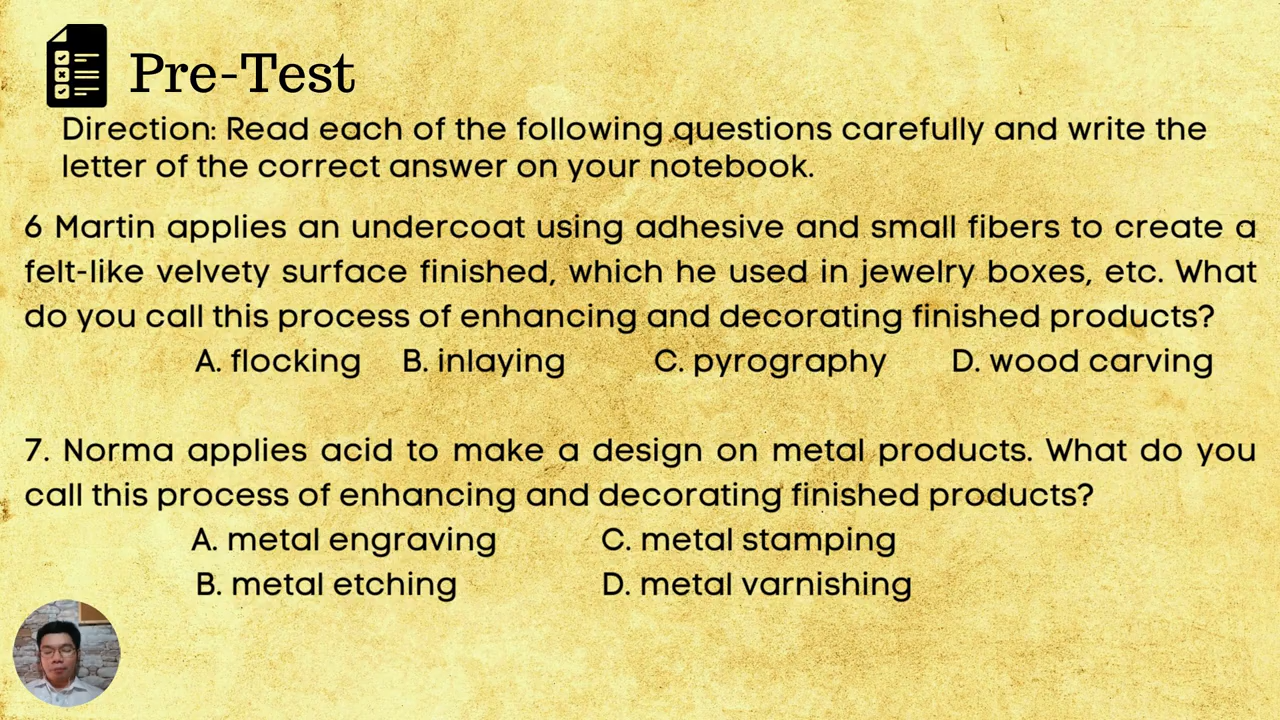 Pre-Test
Direction: Read each of the following questions carefully and write the
letter of the correct answer on your notebook.
6 Martin applies an undercoat using adhesive and small fibers to create a
felt-like velvety surface finished, which he used in jewelry boxes, etc. What
do you call this process of enhancing and decorating finished products?
A. flocking B. inlaying C. pyrography D. wood carving
7. Norma applies acid to make a design on metal products. What do you
call this process of enhancing and decorating finished products?
A. metal engraving C. metal stamping
B. metal etching D. metal varnishing